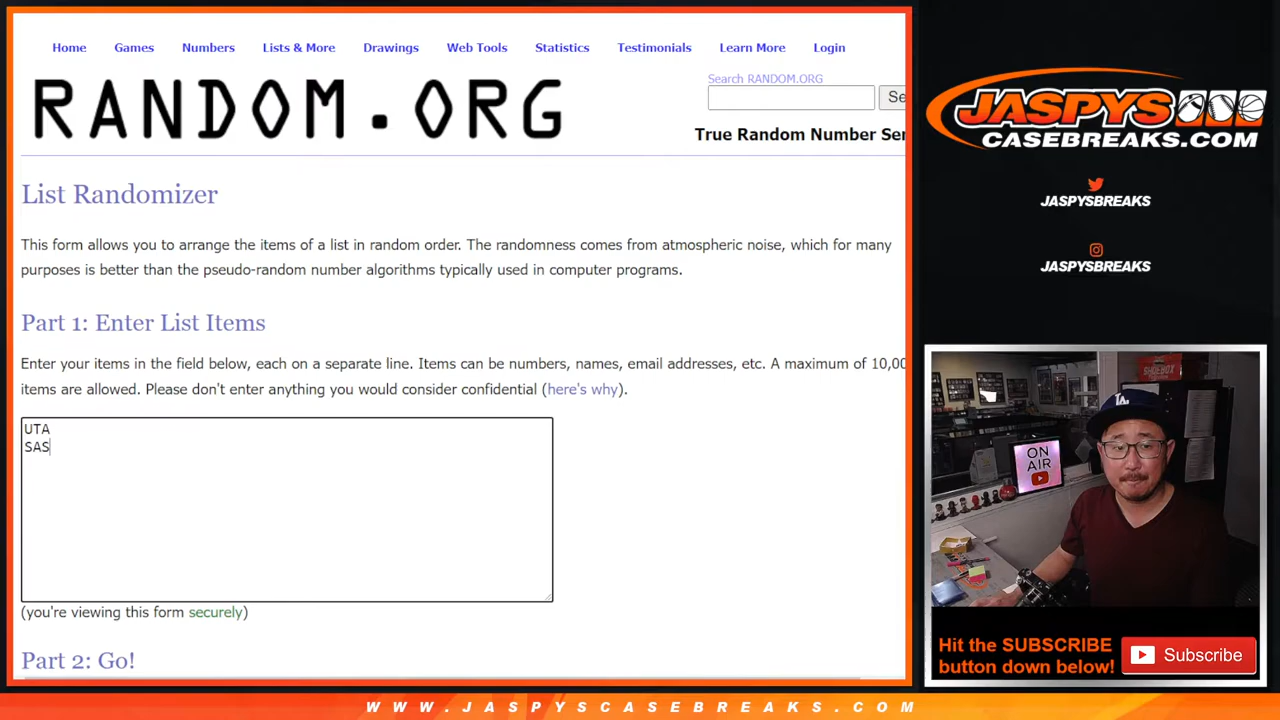 Home Games Numbers Lists & More Drawings Web Tools Statistics Testimonials Learn More Login
RANDOM.ORG
Search RANDOM.ORG
Se
True Random Number Ser
List Randomizer
This form allows you to arrange the items of a list in random order. The randomness comes from atmospheric noise, which for many
purposes is better than the pseudo-random number algorithms typically used in computer programs.
Part 1: Enter List Items
Enter your items in the field below, each on a separate line. Items can be numbers, names, email addresses, etc. A maximum of 10,00
items are allowed. Please don't enter anything you would consider confidential (here's why).
UTA
SAS
(you're viewing this form securely)
Part 2: Go!
JASPYS
CASEBREAKS.COM
JASPYSBREAKS
JASPYSBREAKS
SHOEBOX
LA
ON
AIR
Hit the SUBSCRIBE
button down below!
Subscribe
WWW.JASPYSCASEBREAKS.COM